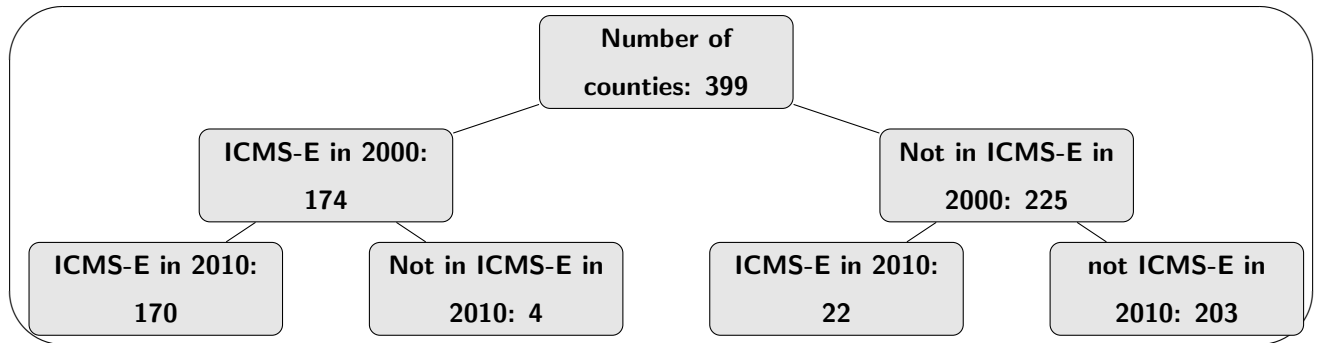 Number of
counties: 399
ICMS-E in 2000:
174
Not in ICMS-E in
2000: 225
ICMS-E in 2010:
170
Not in ICMS-E in
2010: 4
ICMS-E in 2010:
22
not ICMS-E in
2010: 203